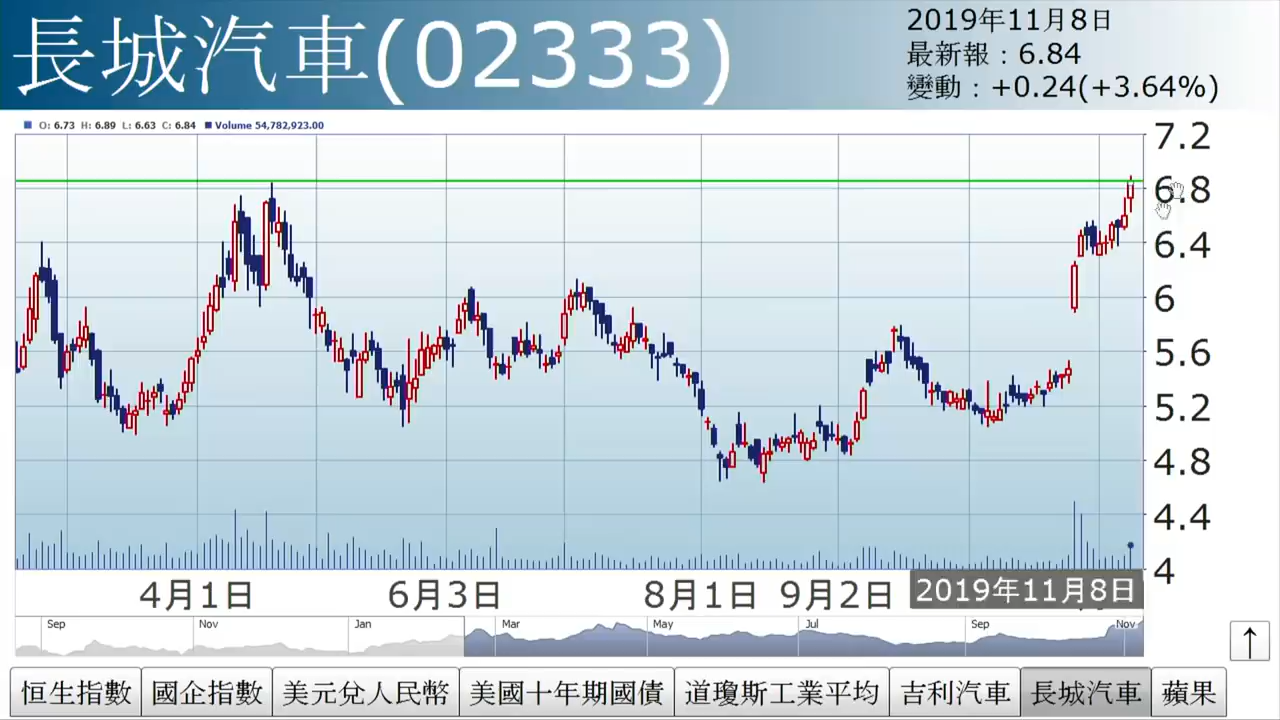 長城汽車(02333)
2019年11月8日
最新報：6.84
變動：+0.24(+3.64%)
O: 6.73 H: 6.89 L: 6.63 C: 6.84 Volume 54,782,923.00
7.2
6.8
6.4
6
5.6
5.2
4.8
4.4
4
4月1日 6月3日 8月1日 9月2日 2019年11月8日
Sep Nov Jan Mar May Jul Sep Nov
↑
恒生指數 國企指數 美元兌人民幣 美國十年期國債 道瓊斯工業平均 吉利汽車 長城汽車 蘋果